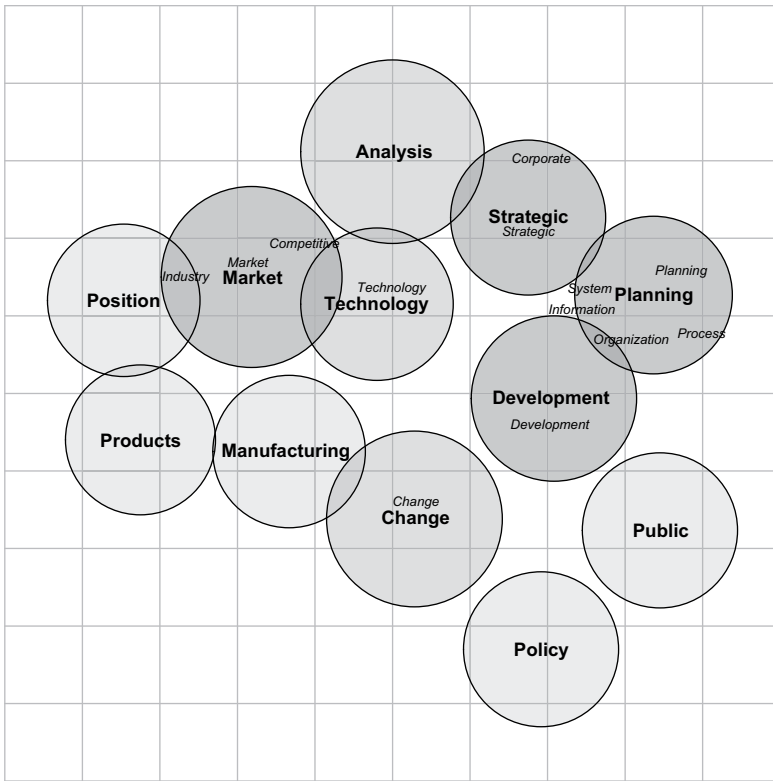 Analysis
Corporate
Strategic
Strategic
Competitive
Market
Market
Industry
Position
Technology
Technology
Planning
System
Planning
Information
Organization
Process
Development
Development
Products
Manufacturing
Change
Change
Public
Policy